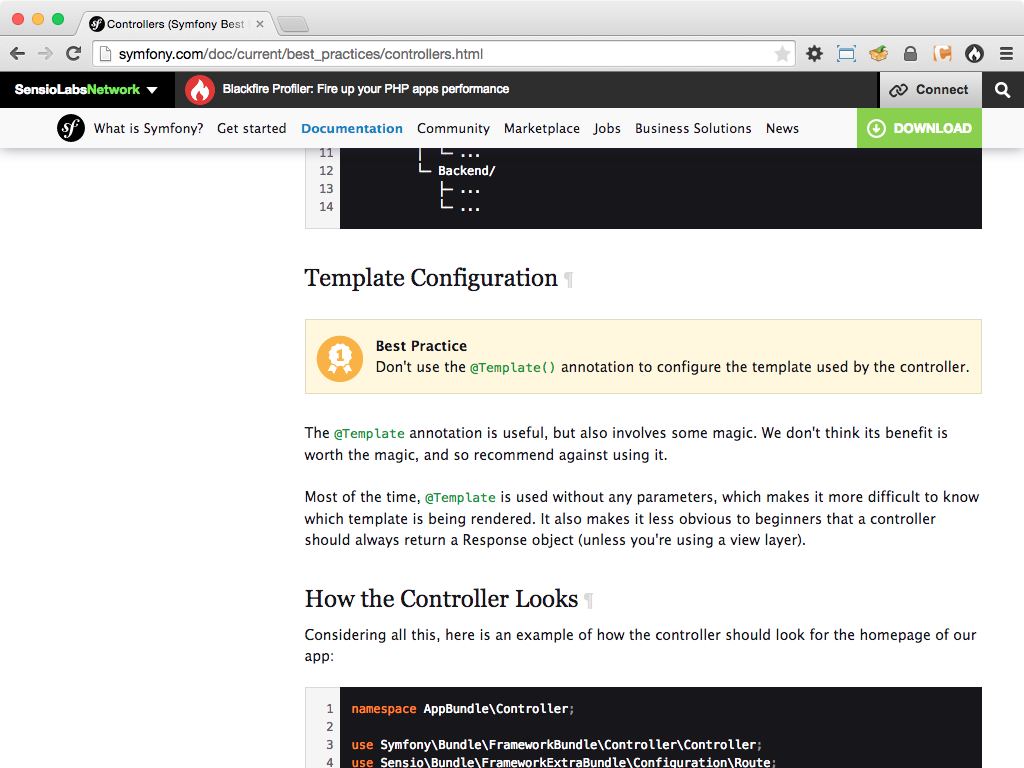 Controllers (Symfony Best
symfony.com/doc/current/best_practices/controllers.html
SensioLabsNetwork
Blackfire Profiler: Fire up your PHP apps performance
Connect
sf
What is Symfony? Get started Documentation Community Marketplace Jobs Business Solutions News
DOWNLOAD
11 │ └─ ...
12 └─ Backend/
13 ├─ ...
14 └─ ...
Template Configuration ¶
1
Best Practice
Don't use the @Template() annotation to configure the template used by the controller.
The @Template annotation is useful, but also involves some magic. We don't think its benefit is
worth the magic, and so recommend against using it.
Most of the time, @Template is used without any parameters, which makes it more difficult to know
which template is being rendered. It also makes it less obvious to beginners that a controller
should always return a Response object (unless you're using a view layer).
How the Controller Looks ¶
Considering all this, here is an example of how the controller should look for the homepage of our
app:
1 namespace AppBundle\Controller;
2
3 use Symfony\Bundle\FrameworkBundle\Controller\Controller;
4 use Sensio\Bundle\FrameworkExtraBundle\Configuration\Route;